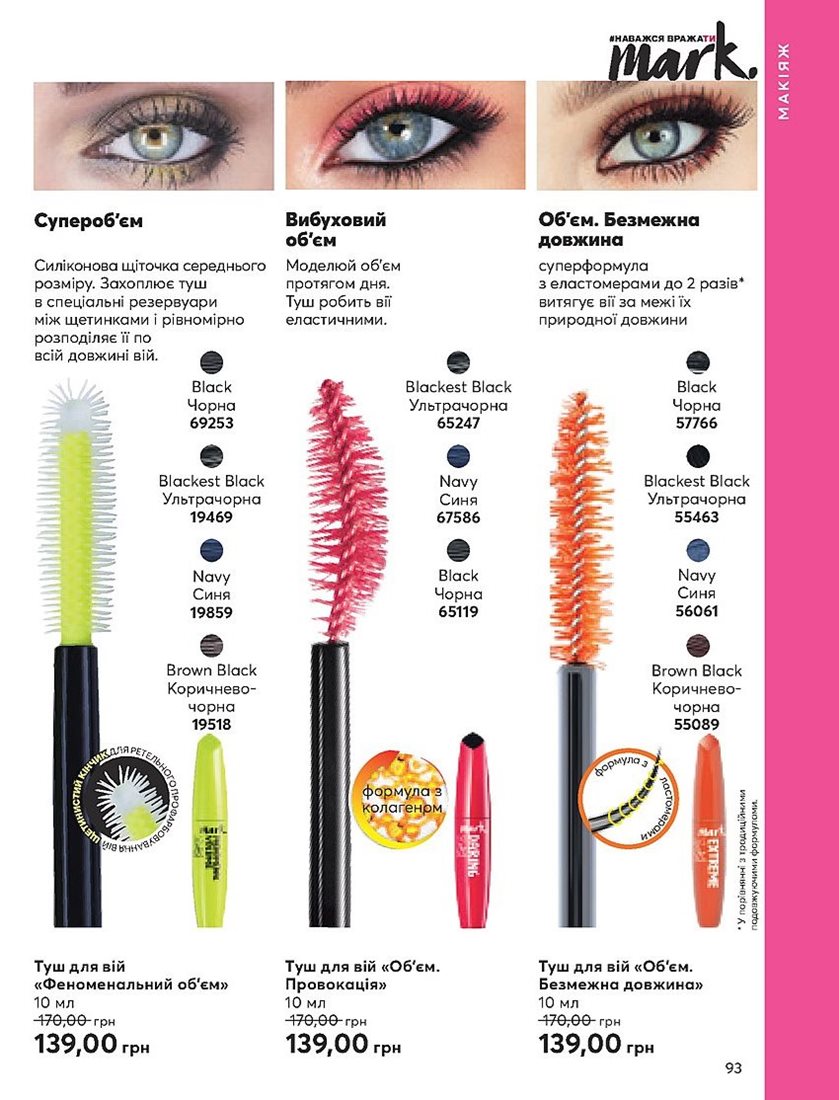 #НАВАЖСЯ ВРАЖАТИ
mark.
МАКІЯЖ
Супероб'єм
Силіконова щіточка середнього
розміру. Захоплює туш
в спеціальні резервуари
між щетинками і рівномірно
розподіляє її по
всій довжині вій.
Black
Чорна
69253
Blackest Black
Ультрачорна
19469
Navy
Синя
19859
Brown Black
Коричнево-
чорна
19518
ЩЕТИНИСТИЙ КІНЧИК ДЛЯ РЕТЕЛЬНОГО ПРОФАРБОВУВАННЯ ВІЙ
Туш для вій
«Феноменальний об'єм»
10 мл
170,00 грн
139,00 грн
Вибуховий
об'єм
Моделюй об'єм
протягом дня.
Туш робить вії
еластичними.
Blackest Black
Ультрачорна
65247
Navy
Синя
67586
Black
Чорна
65119
формула з
колагеном
mark.
DARING
Туш для вій «Об'єм.
Провокація»
10 мл
170,00 грн
139,00 грн
Об'єм. Безмежна
довжина
суперформула
з еластомерами до 2 разів*
витягує вії за межі їх
природної довжини
Black
Чорна
57766
Blackest Black
Ультрачорна
55463
Navy
Синя
56061
Brown Black
Коричнево-
чорна
55089
формула з
ластомерами
mark.
EXTREME
* У порівнянні з традиційними
подовжуючими формулами.
Туш для вій «Об'єм.
Безмежна довжина»
10 мл
170,00 грн
139,00 грн
93